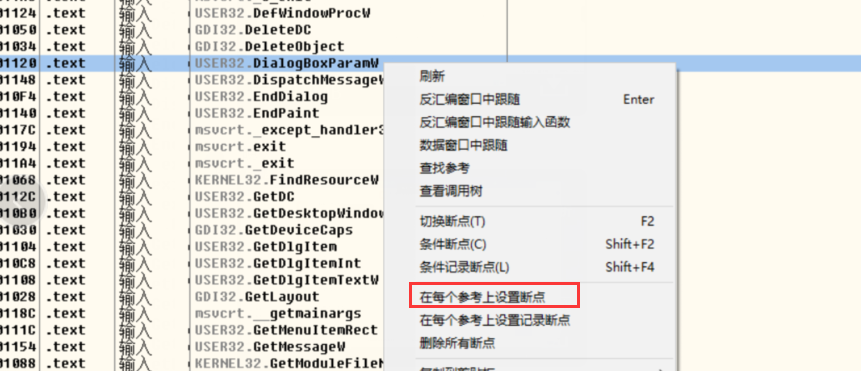 01124 .text 输入 USER32.DefWindowProcW
01050 .text 输入 GDI32.DeleteDC
01034 .text 输入 GDI32.DeleteObject
01120 .text 输入 USER32.DialogBoxParamW
01148 .text 输入 USER32.DispatchMessageW
010F4 .text 输入 USER32.EndDialog
01140 .text 输入 USER32.EndPaint
0117C .text 输入 msvcrt._except_handler3
01194 .text 输入 msvcrt.exit
011A4 .text 输入 msvcrt._exit
01068 .text 输入 KERNEL32.FindResourceW
0112C .text 输入 USER32.GetDC
010B0 .text 输入 USER32.GetDesktopWindow
01030 .text 输入 GDI32.GetDeviceCaps
01104 .text 输入 USER32.GetDlgItem
010C8 .text 输入 USER32.GetDlgItemInt
01108 .text 输入 USER32.GetDlgItemTextW
01028 .text 输入 GDI32.GetLayout
0118C .text 输入 msvcrt.__getmainargs
0111C .text 输入 USER32.GetMenuItemRect
01154 .text 输入 USER32.GetMessageW
01088 .text 输入 KERNEL32.GetModuleFileN
刷新
反汇编窗口中跟随 Enter
反汇编窗口中跟随输入函数
数据窗口中跟随
查找参考
查看调用树
切换断点(T) F2
条件断点(C) Shift+F2
条件记录断点(L) Shift+F4
在每个参考上设置断点
在每个参考上设置记录断点
删除所有断点